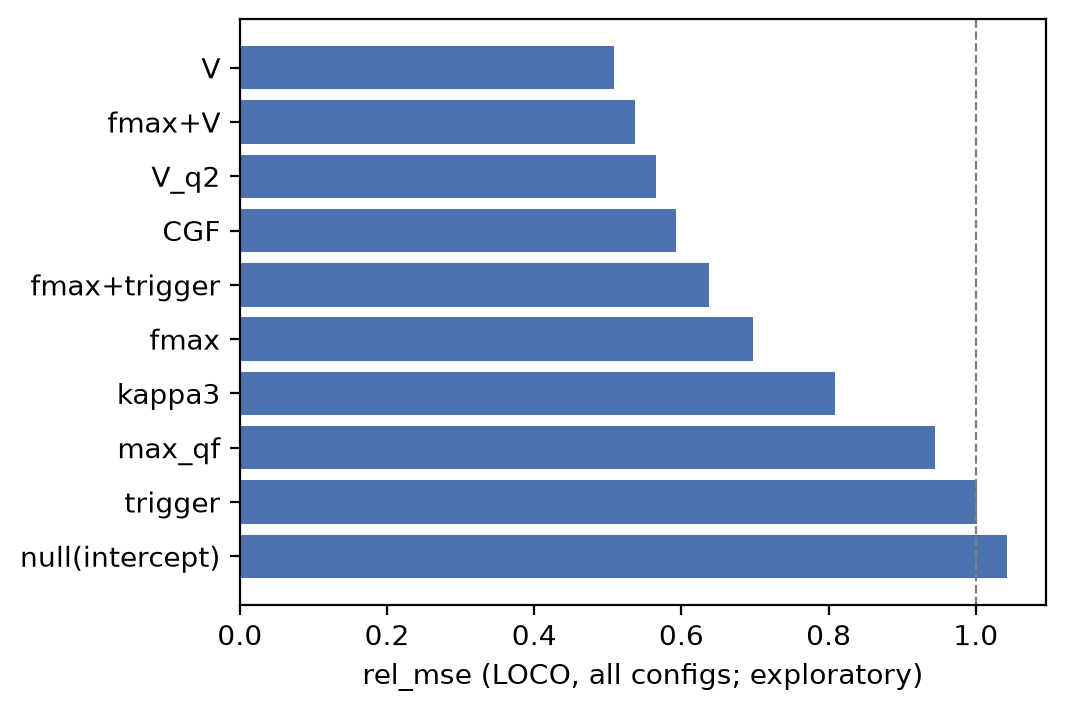 V
fmax+V
V_q2
CGF
fmax+trigger
fmax
kappa3
max_qf
trigger
null(intercept)
0.0 0.2 0.4 0.6 0.8 1.0
rel_mse (LOCO, all configs; exploratory)